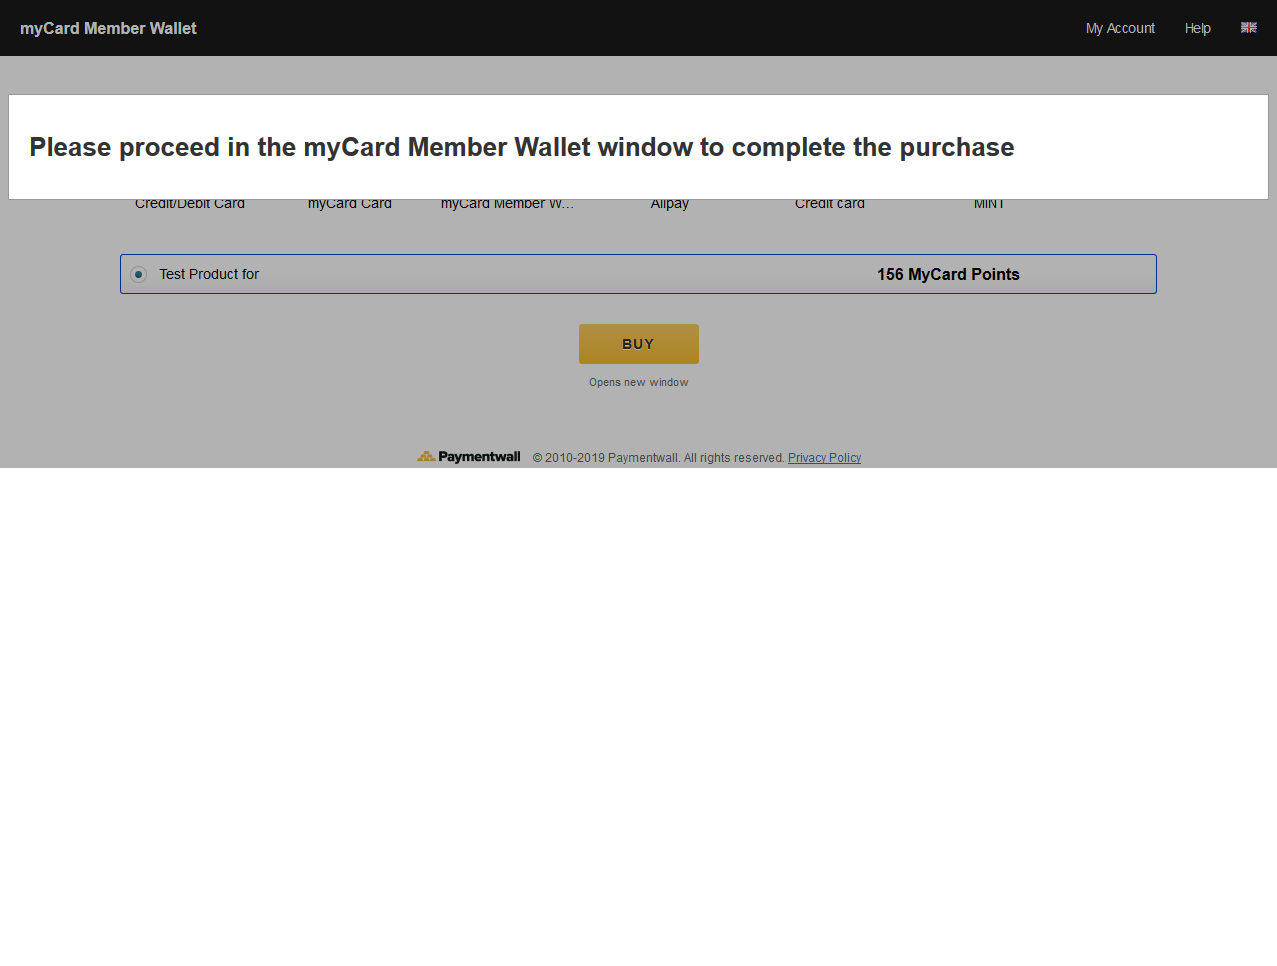 myCard Member Wallet
My Account Help
Please proceed in the myCard Member Wallet window to complete the purchase
Credit/Debit Card myCard Card myCard Member W... Alipay Credit card MINT
Test Product for 156 MyCard Points
BUY
Opens new window
Paymentwall © 2010-2019 Paymentwall. All rights reserved. Privacy Policy